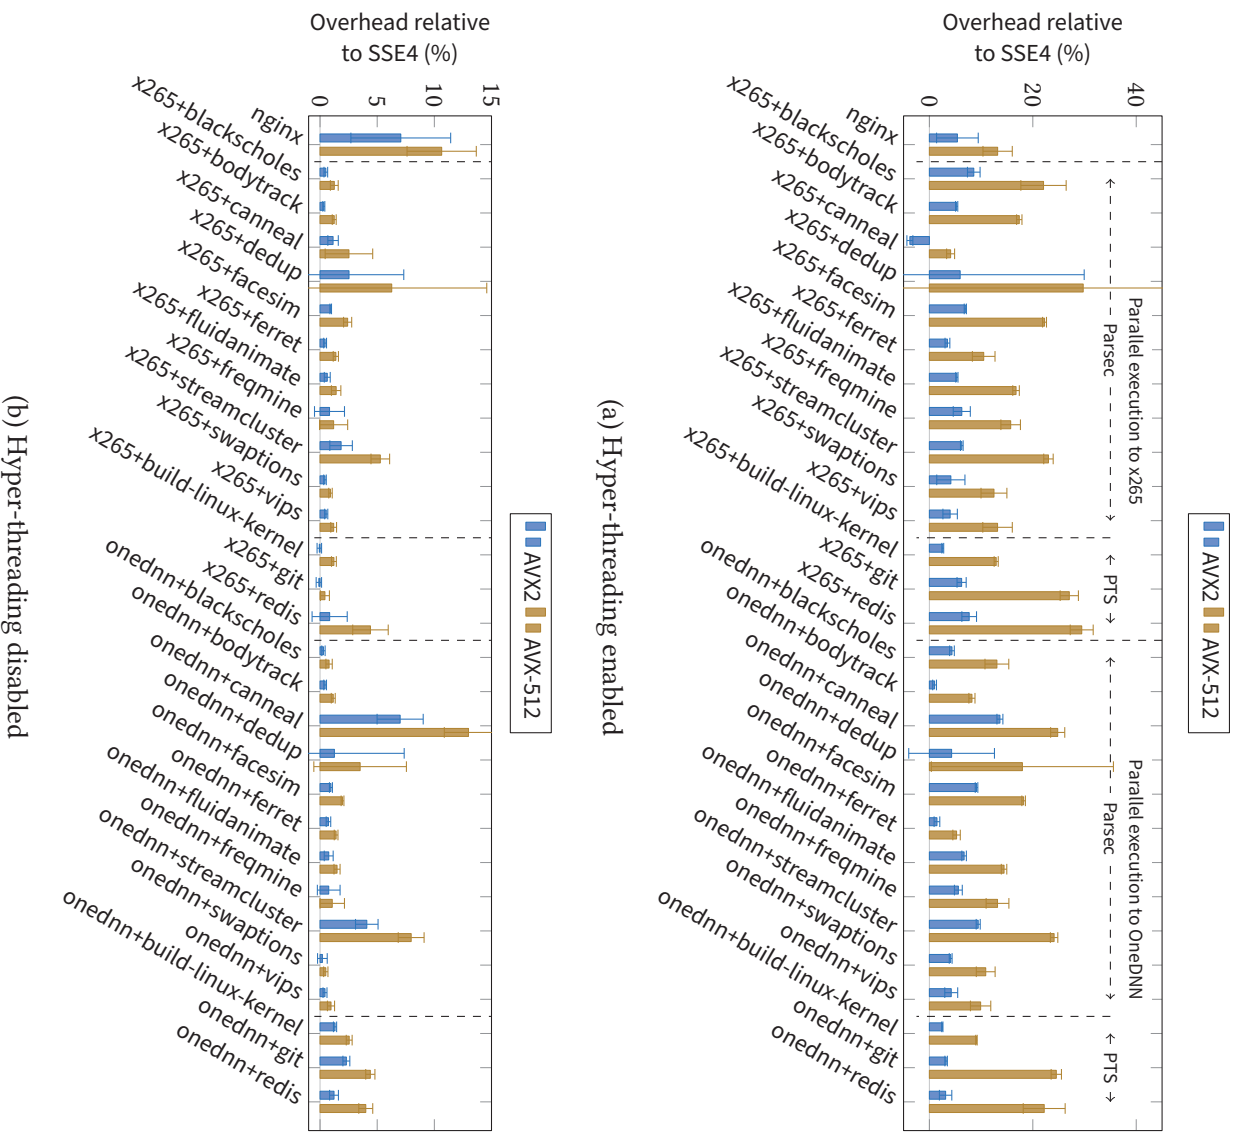 Overhead relative
to SSE4 (%)
0
20
40
nginx
x265+blackscholes
x265+bodytrack
x265+canneal
x265+dedup
x265+facesim
x265+ferret
x265+fluidanimate
x265+freqmine
x265+streamcluster
x265+swaptions
x265+vips
x265+build-linux-kernel
x265+git
x265+redis
onednn+blackscholes
onednn+bodytrack
onednn+canneal
onednn+dedup
onednn+facesim
onednn+ferret
onednn+fluidanimate
onednn+freqmine
onednn+streamcluster
onednn+swaptions
onednn+vips
onednn+build-linux-kernel
onednn+git
onednn+redis
Parallel execution to x265
Parsec
PTS
Parallel execution to OneDNN
Parsec
PTS
AVX2
AVX-512
(a) Hyper-threading enabled
Overhead relative
to SSE4 (%)
0
5
10
15
nginx
x265+blackscholes
x265+bodytrack
x265+canneal
x265+dedup
x265+facesim
x265+ferret
x265+fluidanimate
x265+freqmine
x265+streamcluster
x265+swaptions
x265+vips
x265+build-linux-kernel
x265+git
x265+redis
onednn+blackscholes
onednn+bodytrack
onednn+canneal
onednn+dedup
onednn+facesim
onednn+ferret
onednn+fluidanimate
onednn+freqmine
onednn+streamcluster
onednn+swaptions
onednn+vips
onednn+build-linux-kernel
onednn+git
onednn+redis
AVX2
AVX-512
(b) Hyper-threading disabled